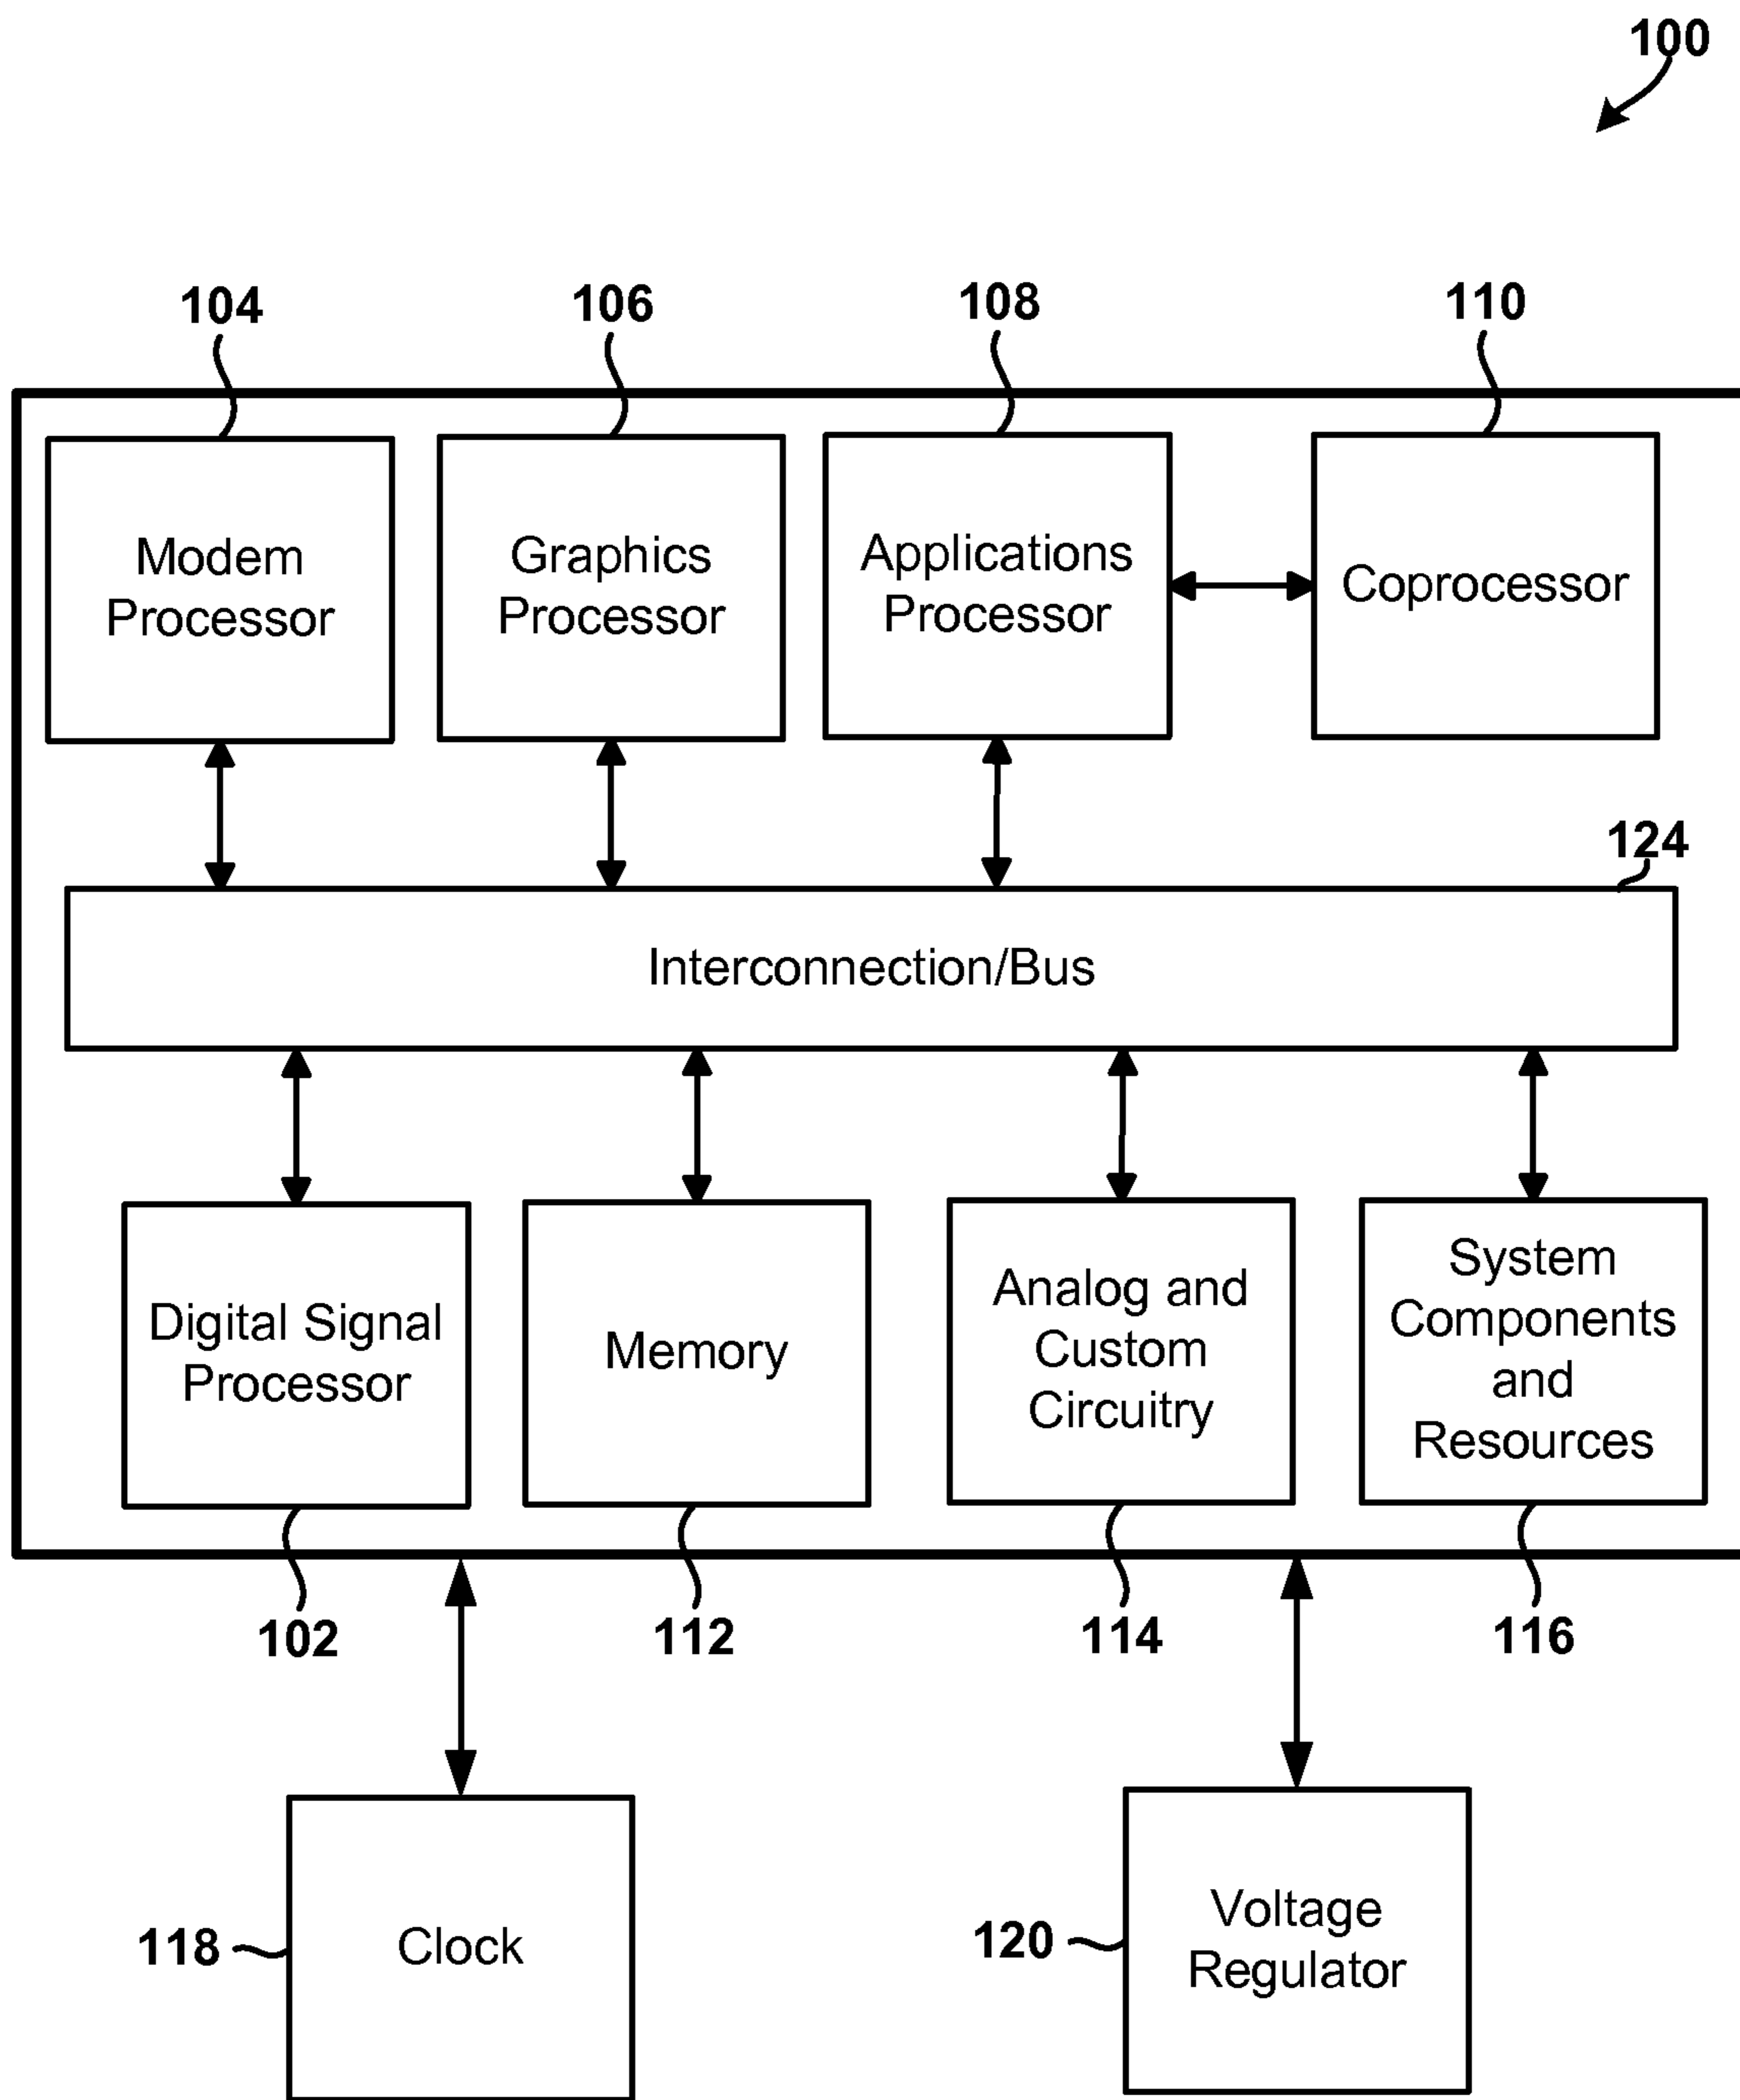 100
104
106
108
110
Modem
Processor
Graphics
Processor
Applications
Processor
Coprocessor
124
Interconnection/Bus
Digital Signal
Processor
Memory
Analog and
Custom
Circuitry
System
Components
and
Resources
102
112
114
116
118
Clock
120
Voltage
Regulator